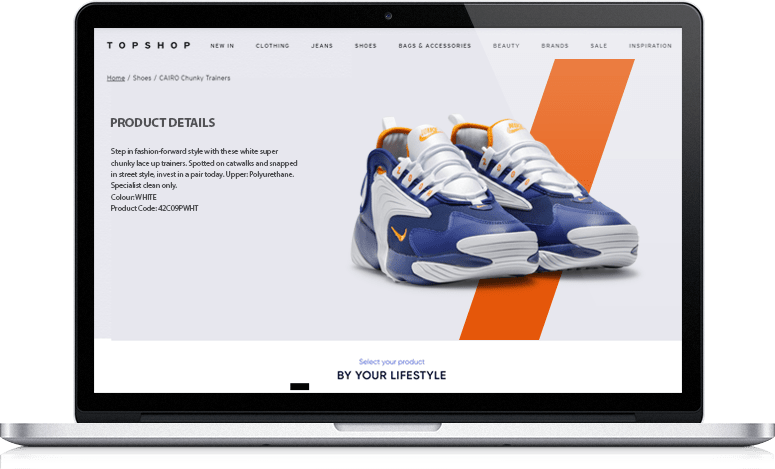 TOPSHOP NEW IN CLOTHING JEANS SHOES BAGS & ACCESSORIES BEAUTY BRANDS SALE INSPIRATION
Home / Shoes / CAIRO Chunky Trainers
PRODUCT DETAILS
Step in fashion-forward style with these white super
chunky lace up trainers. Spotted on catwalks and snapped
in street style, invest in a pair today. Upper: Polyurethane.
Specialist clean only.
Colour: WHITE
Product Code: 42C09PWHT
Select your product
BY YOUR LIFESTYLE